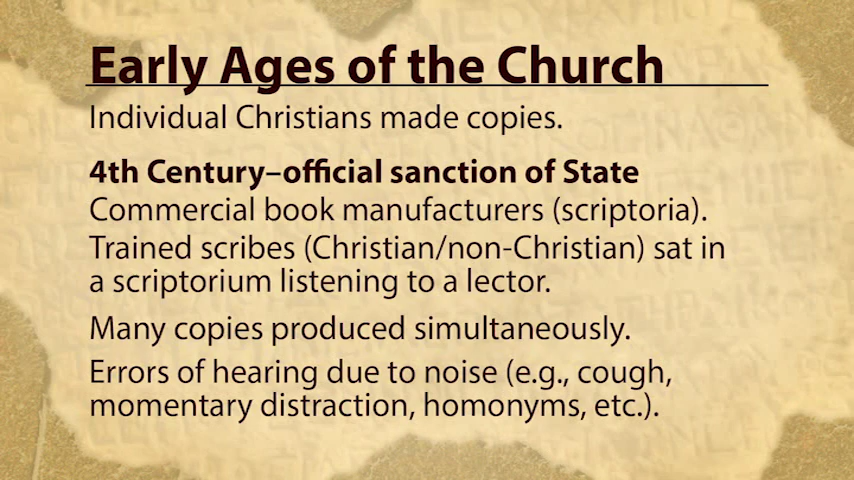 Early Ages of the Church
Individual Christians made copies.
4th Century–official sanction of State
Commercial book manufacturers (scriptoria).
Trained scribes (Christian/non-Christian) sat in
a scriptorium listening to a lector.
Many copies produced simultaneously.
Errors of hearing due to noise (e.g., cough,
momentary distraction, homonyms, etc.).